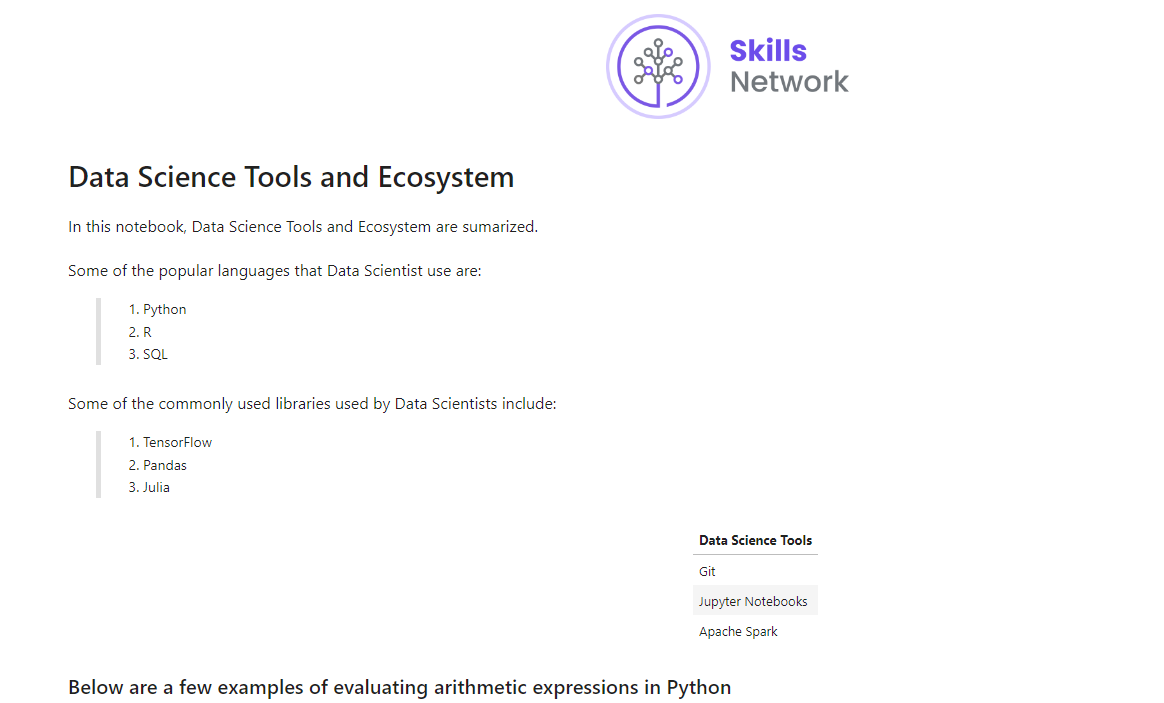 Skills
Network
Data Science Tools and Ecosystem
In this notebook, Data Science Tools and Ecosystem are sumarized.
Some of the popular languages that Data Scientist use are:
1. Python
2. R
3. SQL
Some of the commonly used libraries used by Data Scientists include:
1. TensorFlow
2. Pandas
3. Julia
Data Science Tools
Git
Jupyter Notebooks
Apache Spark
Below are a few examples of evaluating arithmetic expressions in Python